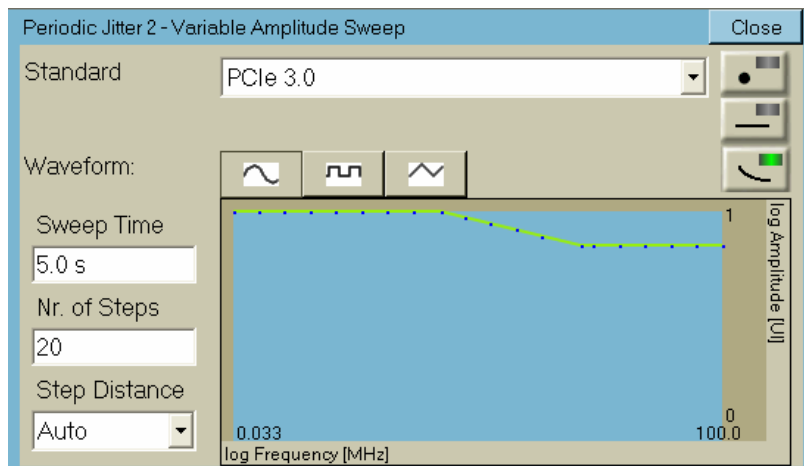 Periodic Jitter 2 - Variable Amplitude Sweep
Close
Standard
PCIe 3.0
Waveform:
Sweep Time
5.0 s
Nr. of Steps
20
Step Distance
Auto
1
log Amplitude [UI]
0
0.033
100.0
log Frequency [MHz]